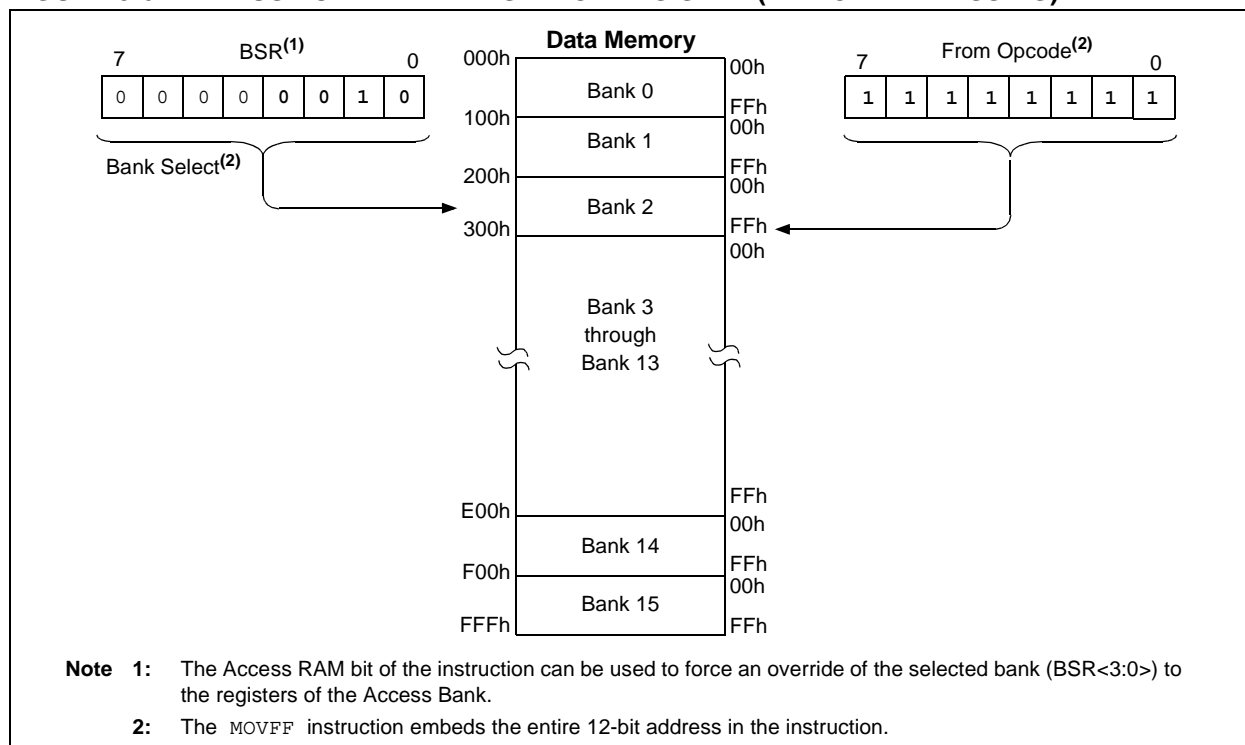 7 BSR(1) 0
0 0 0 0 0 0 1 0
Bank Select(2)
Data Memory
000h
00h
Bank 0
FFh
100h
00h
Bank 1
FFh
200h
00h
Bank 2
FFh
300h
00h
Bank 3
through
Bank 13
FFh
E00h
00h
Bank 14
FFh
F00h
00h
Bank 15
FFFh
FFh
From Opcode(2)
7 0
1 1 1 1 1 1 1 1
Note 1: The Access RAM bit of the instruction can be used to force an override of the selected bank (BSR<3:0>) to
the registers of the Access Bank.
2: The MOVFF instruction embeds the entire 12-bit address in the instruction.